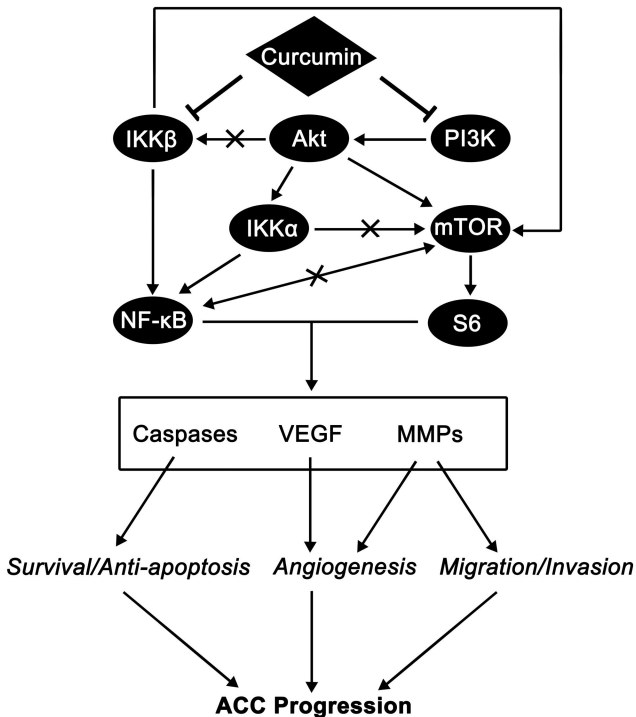 Curcumin
IKKβ
Akt
PI3K
IKKα
mTOR
NF-κB
S6
Caspases
VEGF
MMPs
Survival/Anti-apoptosis
Angiogenesis
Migration/Invasion
ACC Progression